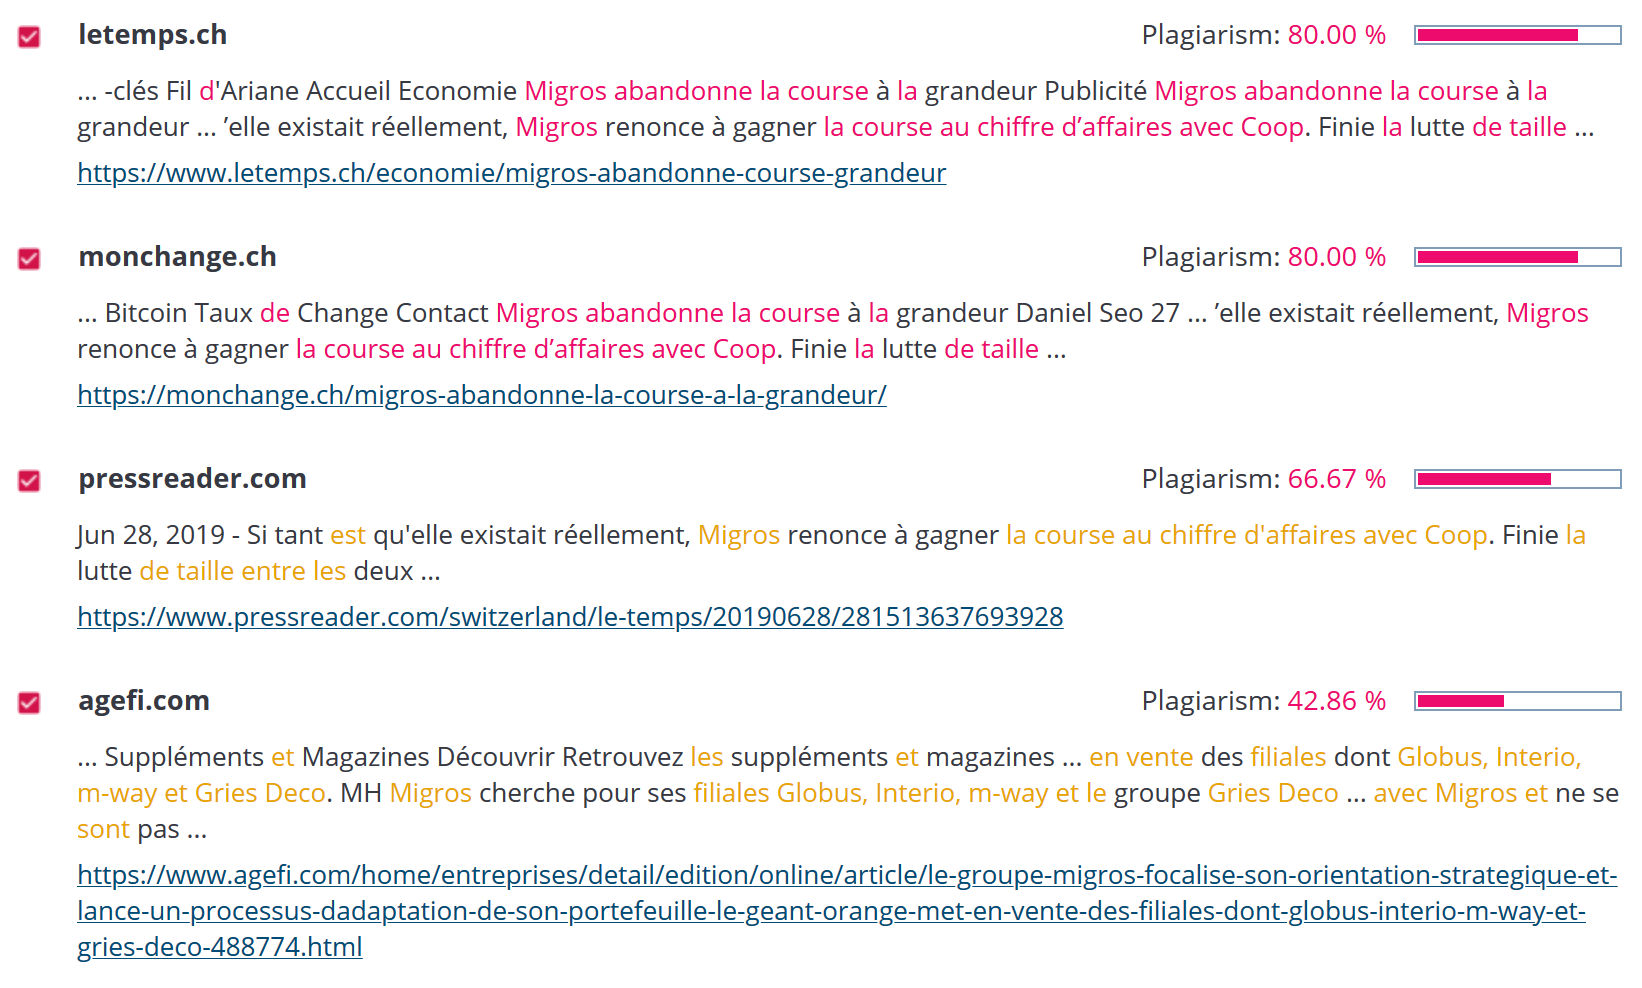 letemps.ch
Plagiarism: 80.00 %
... -clés Fil d'Ariane Accueil Economie Migros abandonne la course à la grandeur Publicité Migros abandonne la course à la
grandeur ... ’elle existait réellement, Migros renonce à gagner la course au chiffre d’affaires avec Coop. Finie la lutte de taille ...
https://www.letemps.ch/economie/migros-abandonne-course-grandeur
monchange.ch
Plagiarism: 80.00 %
... Bitcoin Taux de Change Contact Migros abandonne la course à la grandeur Daniel Seo 27 ... ’elle existait réellement, Migros
renonce à gagner la course au chiffre d’affaires avec Coop. Finie la lutte de taille ...
https://monchange.ch/migros-abandonne-la-course-a-la-grandeur/
pressreader.com
Plagiarism: 66.67 %
Jun 28, 2019 - Si tant est qu'elle existait réellement, Migros renonce à gagner la course au chiffre d'affaires avec Coop. Finie la
lutte de taille entre les deux ...
https://www.pressreader.com/switzerland/le-temps/20190628/281513637693928
agefi.com
Plagiarism: 42.86 %
... Suppléments et Magazines Découvrir Retrouvez les suppléments et magazines ... en vente des filiales dont Globus, Interio,
m-way et Gries Deco. MH Migros cherche pour ses filiales Globus, Interio, m-way et le groupe Gries Deco ... avec Migros et ne se
sont pas ...
https://www.agefi.com/home/entreprises/detail/edition/online/article/le-groupe-migros-focalise-son-orientation-strategique-et-
lance-un-processus-dadaptation-de-son-portefeuille-le-geant-orange-met-en-vente-des-filiales-dont-globus-interio-m-way-et-
gries-deco-488774.html